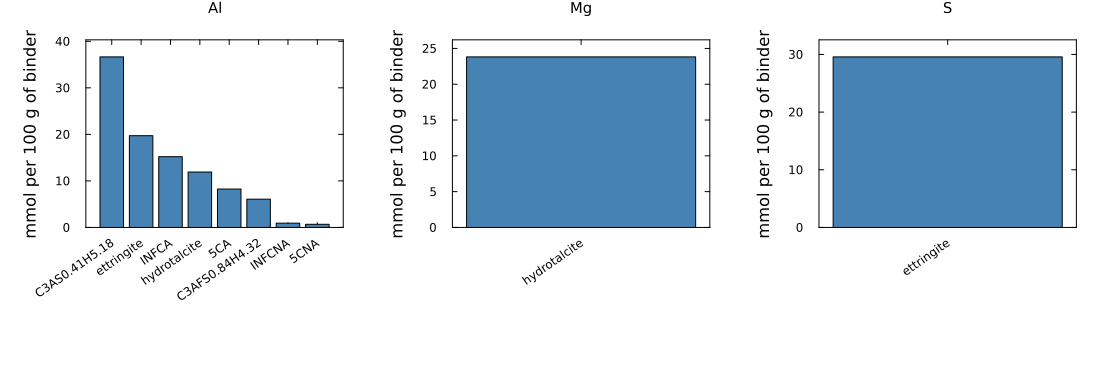 Al
mmol per 100 g of binder
40
30
20
10
0
C3AS0.41H5.18
ettringite
INFCA
hydrotalcite
5CA
C3AFS0.84H4.32
INFCNA
5CNA
Mg
mmol per 100 g of binder
25
20
15
10
5
0
hydrotalcite
S
mmol per 100 g of binder
30
20
10
0
ettringite